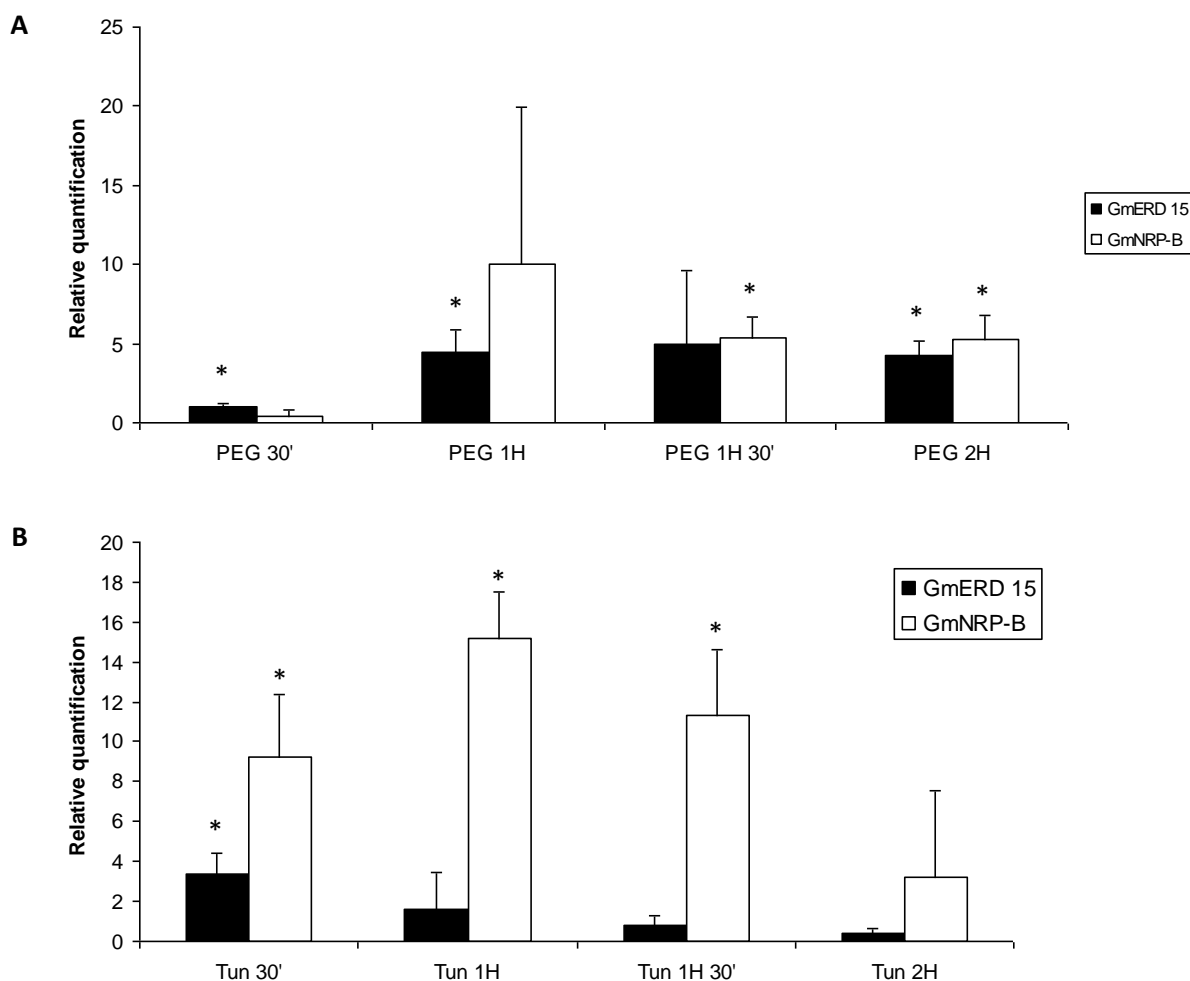 A
Relative quantification
25
20
15
10
5
0
*
*
*
*
*
PEG 30'
PEG 1H
PEG 1H 30'
PEG 2H
GmERD 15
GmNRP-B
B
Relative quantification
20
18
16
14
12
10
8
6
4
2
0
*
*
*
*
Tun 30'
Tun 1H
Tun 1H 30'
Tun 2H
GmERD 15
GmNRP-B